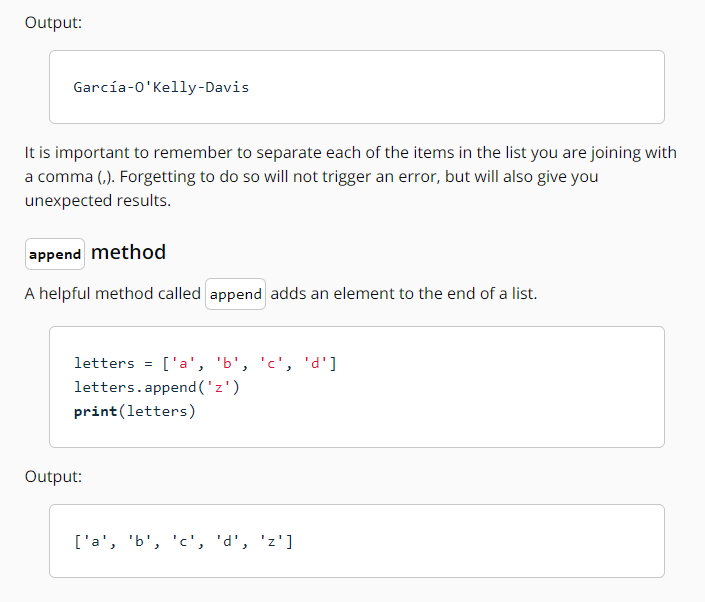 Output:
García-O'Kelly-Davis
It is important to remember to separate each of the items in the list you are joining with
a comma (,). Forgetting to do so will not trigger an error, but will also give you
unexpected results.
append method
A helpful method called append adds an element to the end of a list.
letters = ['a', 'b', 'c', 'd']
letters.append('z')
print(letters)
Output:
['a', 'b', 'c', 'd', 'z']